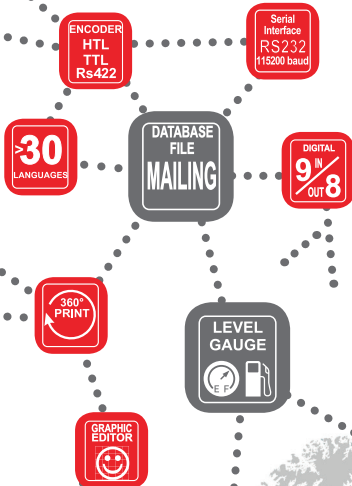 ENCODER
HTL
TTL
Rs422
Serial
Interface
RS232
115200 baud
>30
LANGUAGES
DATABASE
FILE
MAILING
DIGITAL
9 IN
OUT 8
360°
PRINT
LEVEL
GAUGE
E F
GRAPHIC
EDITOR